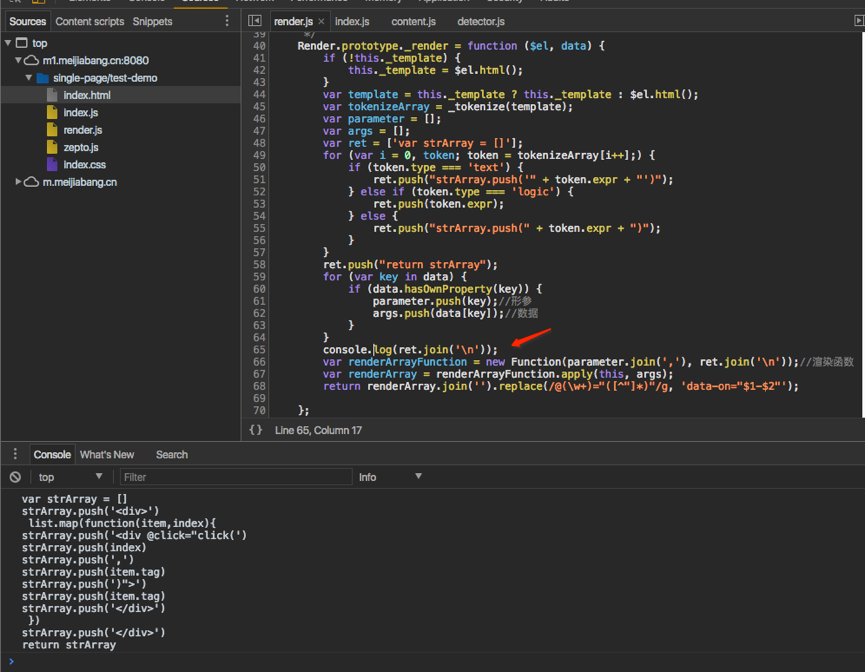 Sources Content scripts Snippets
top
m1.meijiabang.cn:8080
single-page/test-demo
index.html
index.js
render.js
zepto.js
index.css
m.meijiabang.cn
render.js × index.js content.js detector.js
39 */
40 Render.prototype._render = function ($el, data) {
41 if (!this._template) {
42 this._template = $el.html();
43 }
44 var template = this._template ? this._template : $el.html();
45 var tokenizeArray = _tokenize(template);
46 var parameter = [];
47 var args = [];
48 var ret = ['var strArray = []'];
49 for (var i = 0, token; token = tokenizeArray[i++];) {
50 if (token.type === 'text') {
51 ret.push("strArray.push('" + token.expr + "')");
52 } else if (token.type === 'logic') {
53 ret.push(token.expr);
54 } else {
55 ret.push("strArray.push(" + token.expr + ")");
56 }
57 }
58 ret.push("return strArray");
59 for (var key in data) {
60 if (data.hasOwnProperty(key)) {
61 parameter.push(key);//形参
62 args.push(data[key]);//数据
63 }
64 }
65 console.log(ret.join('\n'));
66 var renderArrayFunction = new Function(parameter.join(','), ret.join('\n'));//渲染函数
67 var renderArray = renderArrayFunction.apply(this, args);
68 return renderArray.join('').replace(/@(\w+)="([^"]*)"/g, 'data-on="$1-$2"');
69
70 };
{} Line 65, Column 17
Console What's New Search
top Filter Info
var strArray = []
strArray.push('<div>')
list.map(function(item,index){
strArray.push('<div @click="click(')
strArray.push(index)
strArray.push(',')
strArray.push(item.tag)
strArray.push(')">')
strArray.push(item.tag)
strArray.push('</div>')
})
strArray.push('</div>')
return strArray